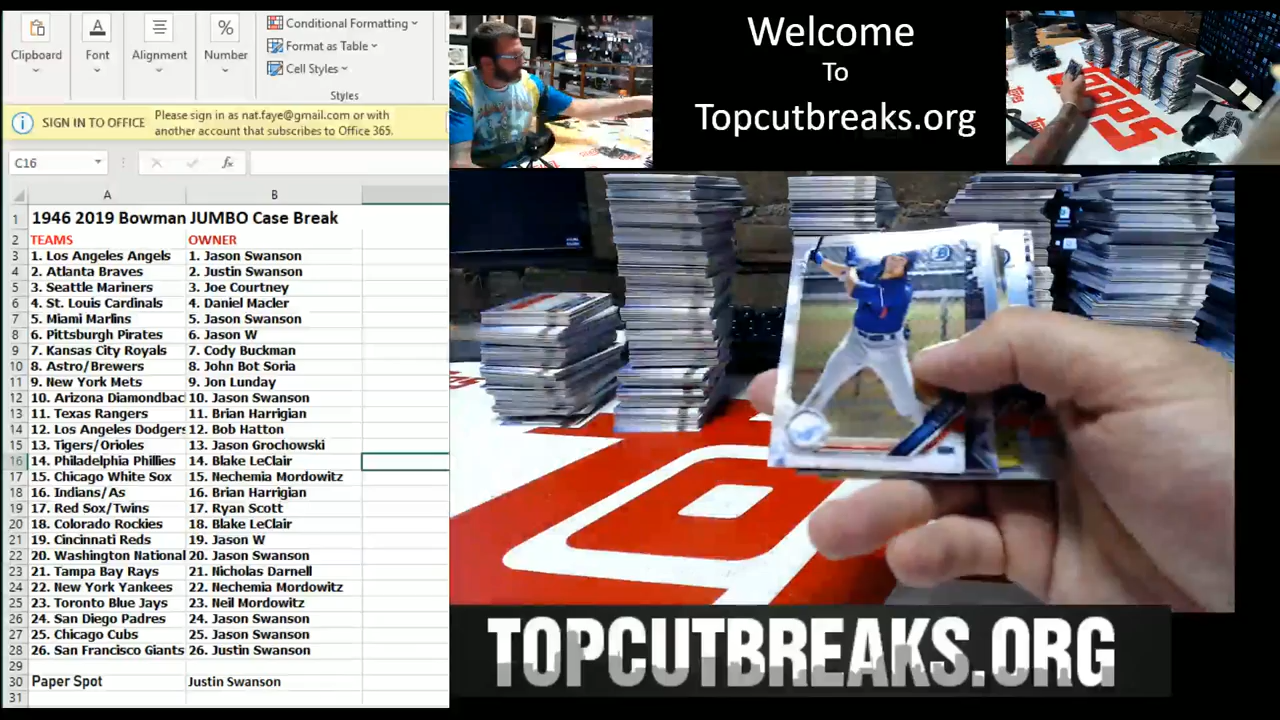 Clipboard
Font
Alignment
Number
Conditional Formatting
Format as Table
Cell Styles
Styles
SIGN IN TO OFFICE
Please sign in as nat.faye@gmail.com or with
another account that subscribes to Office 365.
C16
fx
A B
1 1946 2019 Bowman JUMBO Case Break
2 TEAMS OWNER
3 1. Los Angeles Angels 1. Jason Swanson
4 2. Atlanta Braves 2. Justin Swanson
5 3. Seattle Mariners 3. Joe Courtney
6 4. St. Louis Cardinals 4. Daniel Macler
7 5. Miami Marlins 5. Jason Swanson
8 6. Pittsburgh Pirates 6. Jason W
9 7. Kansas City Royals 7. Cody Buckman
10 8. Astro/Brewers 8. John Bot Soria
11 9. New York Mets 9. Jon Lunday
12 10. Arizona Diamondbac 10. Jason Swanson
13 11. Texas Rangers 11. Brian Harrigian
14 12. Los Angeles Dodgers 12. Bob Hatton
15 13. Tigers/Orioles 13. Jason Grochowski
16 14. Philadelphia Phillies 14. Blake LeClair
17 15. Chicago White Sox 15. Nechemia Mordowitz
18 16. Indians/As 16. Brian Harrigian
19 17. Red Sox/Twins 17. Ryan Scott
20 18. Colorado Rockies 18. Blake LeClair
21 19. Cincinnati Reds 19. Jason W
22 20. Washington National 20. Jason Swanson
23 21. Tampa Bay Rays 21. Nicholas Darnell
24 22. New York Yankees 22. Nechemia Mordowitz
25 23. Toronto Blue Jays 23. Neil Mordowitz
26 24. San Diego Padres 24. Jason Swanson
27 25. Chicago Cubs 25. Jason Swanson
28 26. San Francisco Giants 26. Justin Swanson
29
30 Paper Spot Justin Swanson
31
Welcome
To
Topcutbreaks.org
TOPPS
TOPCUTBREAKS.ORG